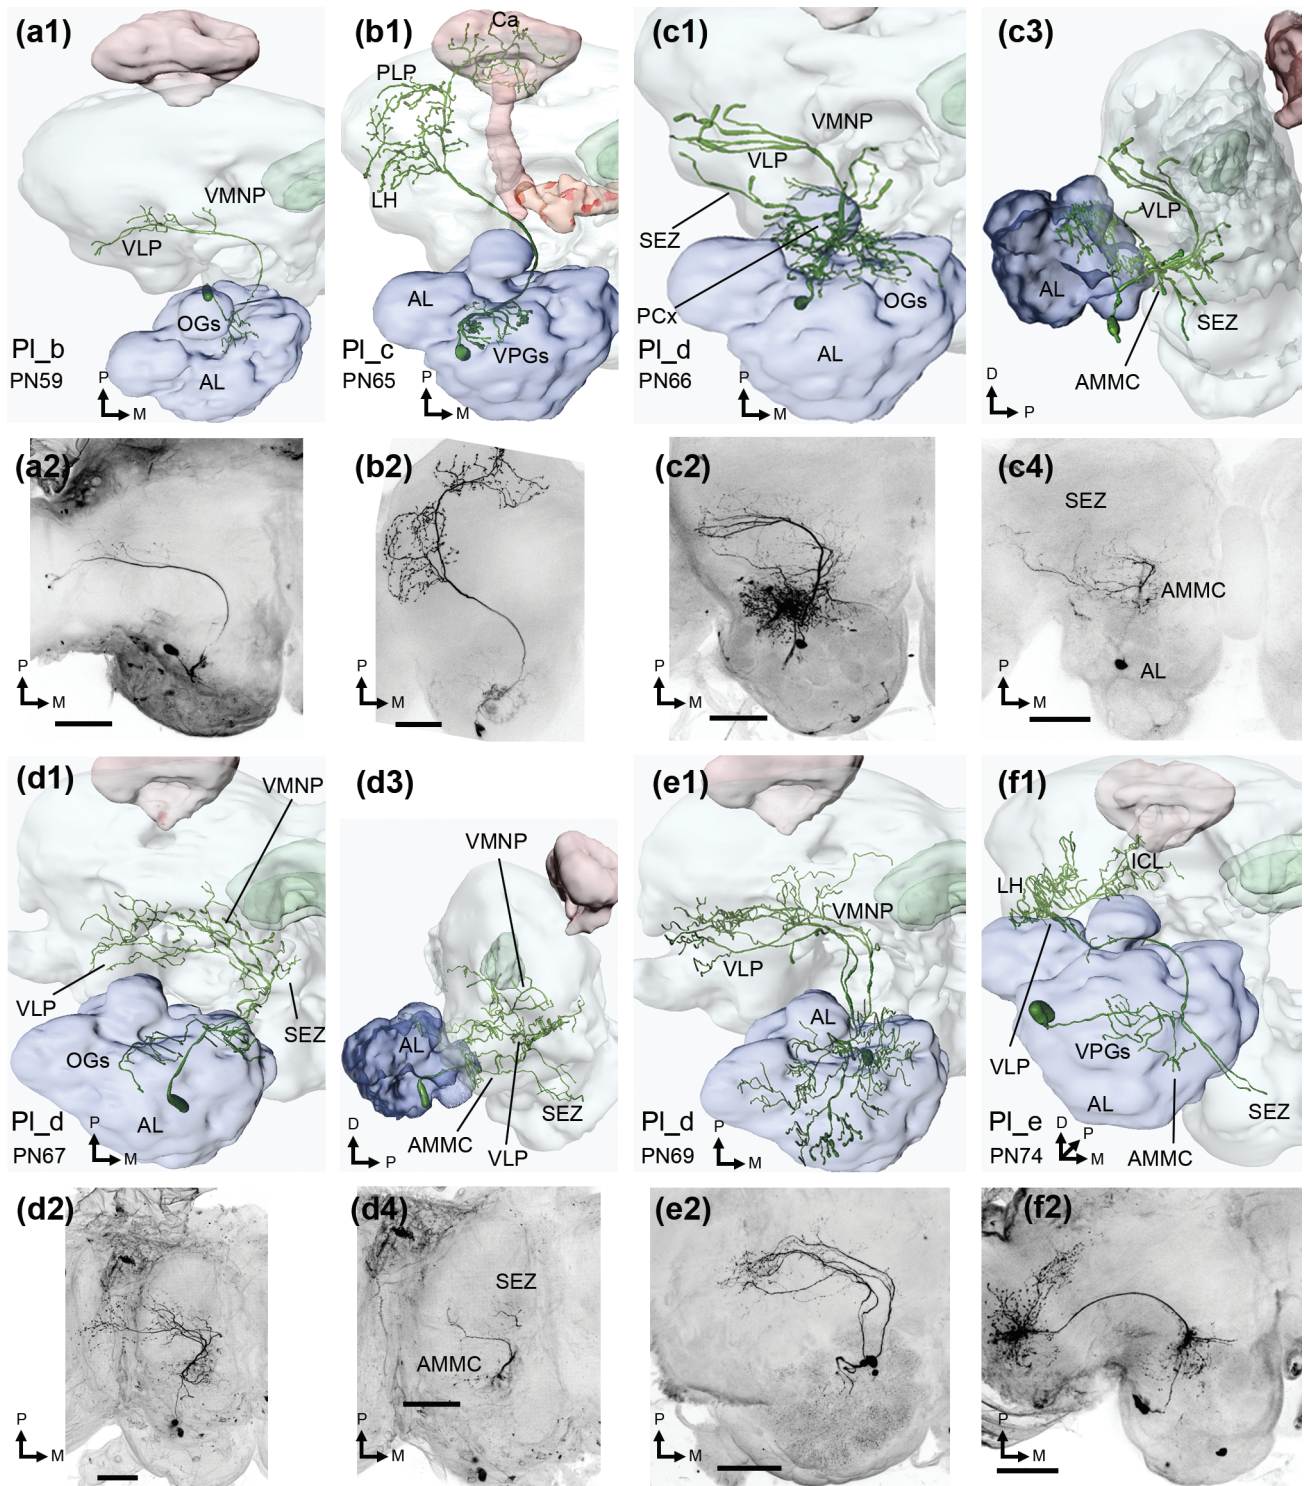 (a1)
VMNP
VLP
OGs
AL
Pl_b
PN59
P
M
(b1)
Ca
PLP
LH
AL
VPGs
Pl_c
PN65
P
M
(c1)
VMNP
VLP
SEZ
PCx
OGs
AL
Pl_d
PN66
P
M
(c3)
VLP
AL
SEZ
AMMC
D
P
(a2)
P
M
(b2)
P
M
(c2)
P
M
(c4)
SEZ
AMMC
AL
P
M
(d1)
VMNP
VLP
SEZ
OGs
AL
Pl_d
PN67
P
M
(d3)
VMNP
AL
SEZ
AMMC
VLP
D
P
(e1)
VMNP
VLP
AL
Pl_d
PN69
P
M
(f1)
ICL
LH
VLP
VPGs
AL
SEZ
AMMC
Pl_e
PN74
D
P
M
(d2)
P
M
(d4)
SEZ
AMMC
P
M
(e2)
P
M
(f2)
P
M